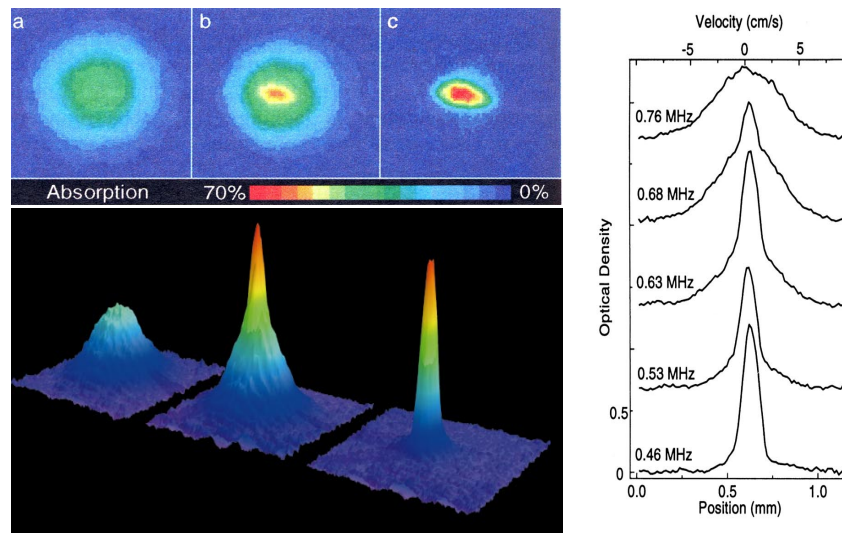 a
b
c
Absorption 70% 0%
Velocity (cm/s)
-5 0 5
0.76 MHz
0.68 MHz
0.63 MHz
0.53 MHz
0.46 MHz
Optical Density
0.5
0
0.0 0.5 1.0
Position (mm)